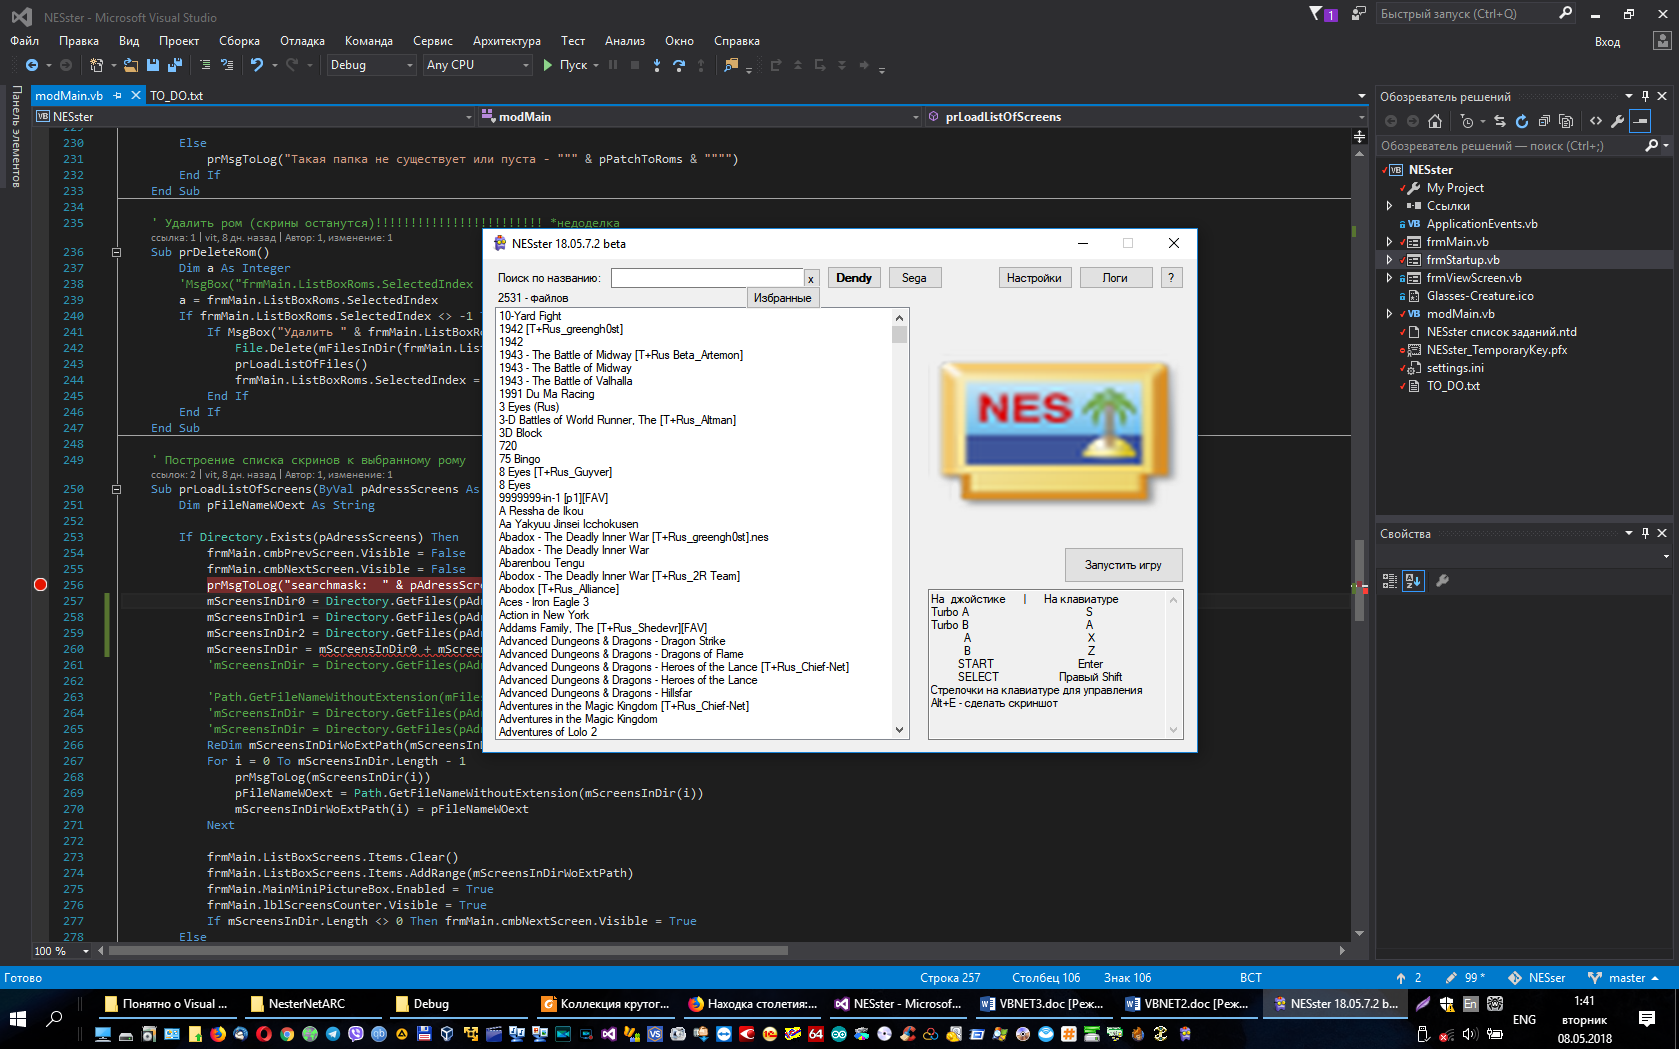 NESster - Microsoft Visual Studio
1
Быстрый запуск (Ctrl+Q)
Файл Правка Вид Проект Сборка Отладка Команда Сервис Архитектура Тест Анализ Окно Справка
Вход
Debug Any CPU Пуск
Панель элементов
modMain.vb TO_DO.txt
NESster modMain prLoadListOfScreens
229
230 Else
231 prMsgToLog("Такая папка не существует или пуста - """ & pPatchToRoms & """")
232 End If
233 End Sub
234
235 ' Удалить ром (скрины останутся)!!!!!!!!!!!!!!!!!!!!!!!! *недоделка
ссылка: 1 | vit, 8 дн. назад | Автор: 1, изменение: 1
236 Sub prDeleteRom()
237 Dim a As Integer
238 'MsgBox("frmMain.ListBoxRoms.SelectedIndex
239 a = frmMain.ListBoxRoms.SelectedIndex
240 If frmMain.ListBoxRoms.SelectedIndex <> -1 T
241 If MsgBox("Удалить " & frmMain.ListBoxRo
242 File.Delete(mFilesInDir(frmMain.Lis
243 prLoadListOfFiles()
244 frmMain.ListBoxRoms.SelectedIndex =
245 End If
246 End If
247 End Sub
248
249 ' Построение списка скринов к выбранному рому
ссылок: 2 | vit, 8 дн. назад | Автор: 1, изменение: 1
250 Sub prLoadListOfScreens(ByVal pAdressScreens As
251 Dim pFileNameWOext As String
252
253 If Directory.Exists(pAdressScreens) Then
254 frmMain.cmbPrevScreen.Visible = False
255 frmMain.cmbNextScreen.Visible = False
256 prMsgToLog("searchmask:  " & pAdressScre
257 mScreensInDir0 = Directory.GetFiles(pAdr
258 mScreensInDir1 = Directory.GetFiles(pAdr
259 mScreensInDir2 = Directory.GetFiles(pAdr
260 mScreensInDir = mScreensInDir0 + mScreen
261 'mScreensInDir = Directory.GetFiles(pAdr
262
263 'Path.GetFileNameWithoutExtension(mFiles
264 'mScreensInDir = Directory.GetFiles(pAdr
265 'mScreensInDir = Directory.GetFiles(pAdr
266 ReDim mScreensInDirWoExtPath(mScreensInD
267 For i = 0 To mScreensInDir.Length - 1
268 prMsgToLog(mScreensInDir(i))
269 pFileNameWOext = Path.GetFileNameWithoutExtension(mScreensInDir(i))
270 mScreensInDirWoExtPath(i) = pFileNameWOext
271 Next
272
273 frmMain.ListBoxScreens.Items.Clear()
274 frmMain.ListBoxScreens.Items.AddRange(mScreensInDirWoExtPath)
275 frmMain.MainMiniPictureBox.Enabled = True
276 frmMain.lblScreensCounter.Visible = True
277 If mScreensInDir.Length <> 0 Then frmMain.cmbNextScreen.Visible = True
278 Else
100 %
NESster 18.05.7.2 beta
Поиск по названию: x Dendy Sega Настройки Логи ?
2531 - файлов Избранные
10-Yard Fight
1942 [T+Rus_greengh0st]
1942
1943 - The Battle of Midway [T+Rus Beta_Artemon]
1943 - The Battle of Midway
1943 - The Battle of Valhalla
1991 Du Ma Racing
3 Eyes (Rus)
3-D Battles of World Runner, The [T+Rus_Altman]
3D Block
720
75 Bingo
8 Eyes [T+Rus_Guyver]
8 Eyes
9999999-in-1 [p1][FAV]
A Ressha de Ikou
Aa Yakyuu Jinsei Icchokusen
Abadox - The Deadly Inner War [T+Rus_greengh0st].nes
Abadox - The Deadly Inner War
Abarenbou Tengu
Abodox - The Deadly Inner War [T+Rus_2R Team]
Abodox [T+Rus_Alliance]
Aces - Iron Eagle 3
Action in New York
Addams Family, The [T+Rus_Shedevr][FAV]
Advanced Dungeons & Dragons - Dragon Strike
Advanced Dungeons & Dragons - Dragons of Flame
Advanced Dungeons & Dragons - Heroes of the Lance [T+Rus_Chief-Net]
Advanced Dungeons & Dragons - Heroes of the Lance
Advanced Dungeons & Dragons - Hillsfar
Adventures in the Magic Kingdom [T+Rus_Chief-Net]
Adventures in the Magic Kingdom
Adventures of Lolo 2
NES
Запустить игру
На джойстике | На клавиатуре
Turbo A S
Turbo B A
A X
B Z
START Enter
SELECT Правый Shift
Стрелочки на клавиатуре для управления
Alt+E - сделать скриншот
Обозреватель решений
Обозреватель решений — поиск (Ctrl+;)
NESster
My Project
Ссылки
ApplicationEvents.vb
frmMain.vb
frmStartup.vb
frmViewScreen.vb
Glasses-Creature.ico
modMain.vb
NESster список заданий.ntd
NESster_TemporaryKey.pfx
settings.ini
TO_DO.txt
Свойства
Готово Строка 257 Столбец 106 Знак 106 ВСТ 2 99* NESser master
Понятно о Visual ... NesterNetARC Debug Коллекция крутог... Находка столетия:... NESster - Microsof... VBNET3.doc [Реж... VBNET2.doc [Реж... NESster 18.05.7.2 b...
En
64
ENG
1:41
вторник
08.05.2018